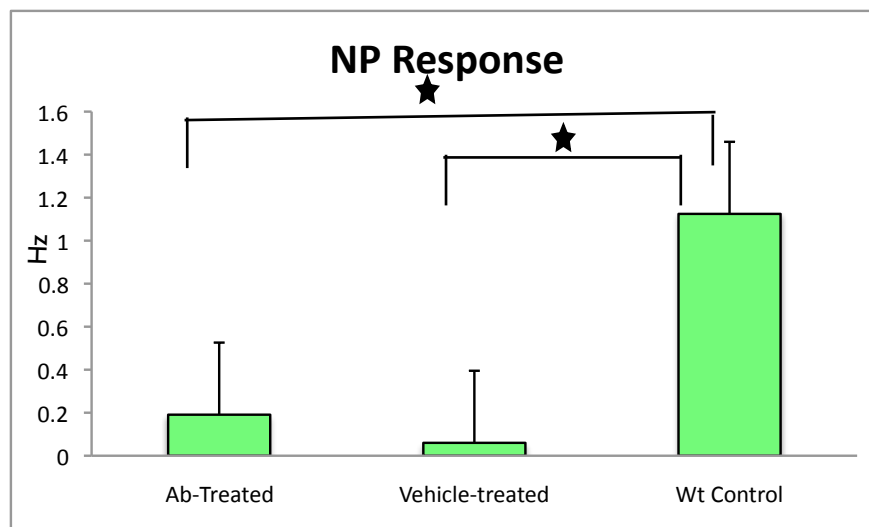 NP Response
1.6
1.4
1.2
1
0.8
0.6
0.4
0.2
0
Hz
Ab-Treated
Vehicle-treated
Wt Control